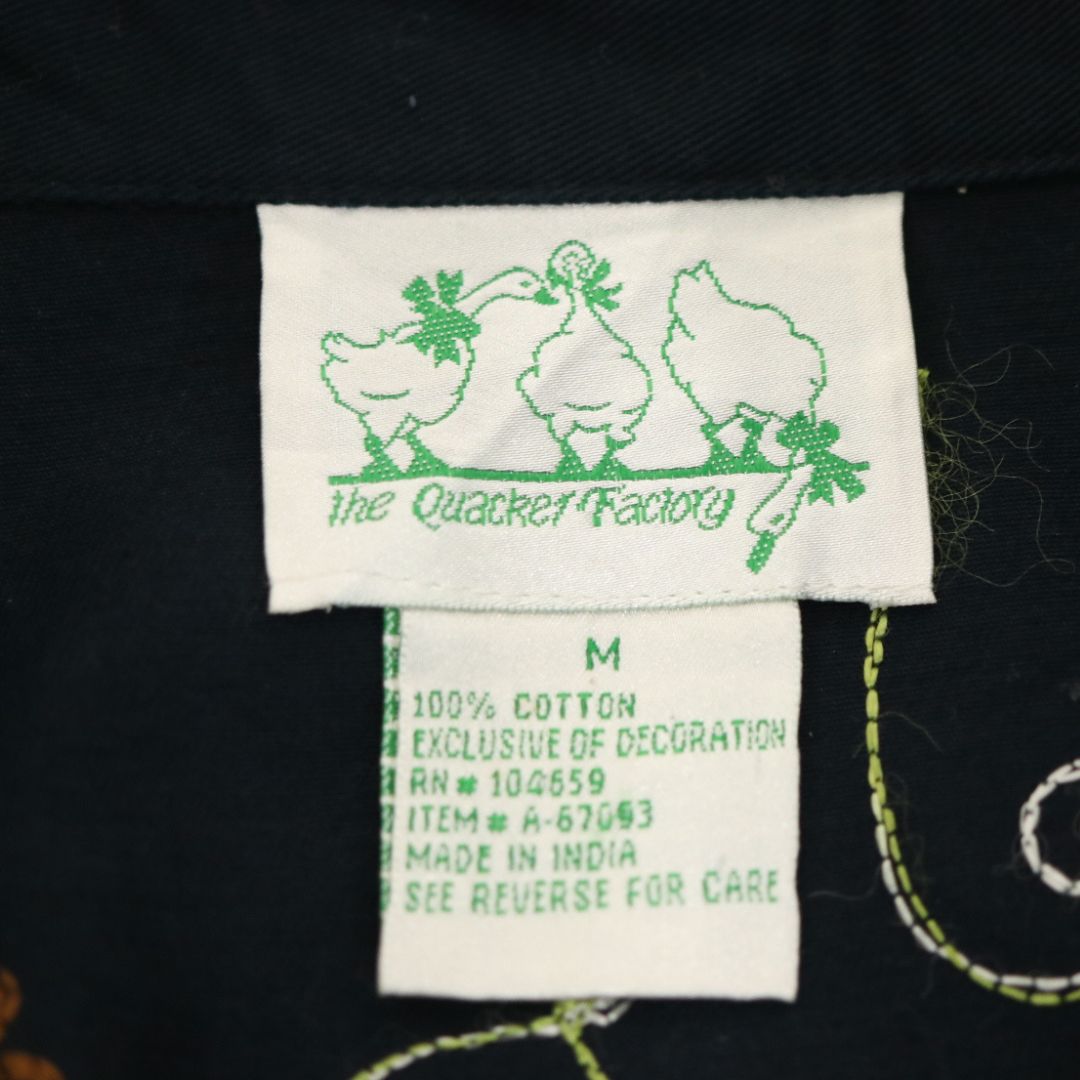 the Quacker Factory
M
100% COTTON
EXCLUSIVE OF DECORATION
RN# 104659
ITEM# A-67093
MADE IN INDIA
SEE REVERSE FOR CARE